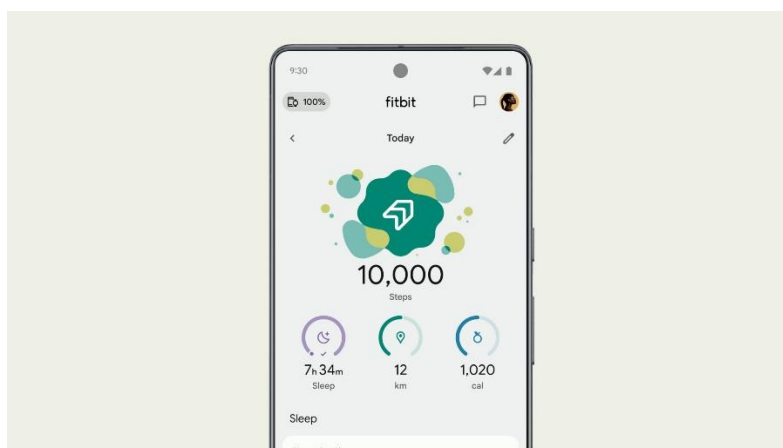 9:30
100%
fitbit
Today
10,000
Steps
7h 34m
Sleep
12
km
1,020
cal
Sleep